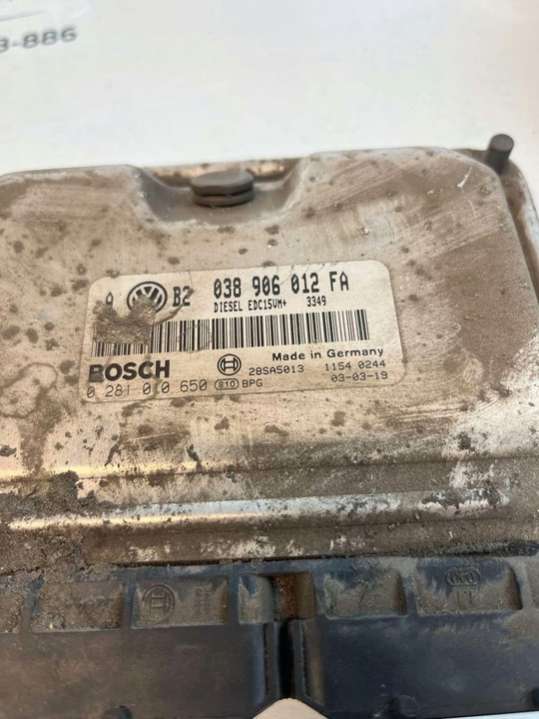 3-886
A B2 038 906 012 FA
DIESEL EDC15VM+ 3349
BOSCH Made in Germany
28SA5013 1154 0244
0 281 010 650 810 BPG 03-03-19